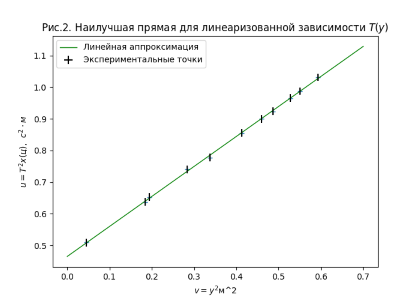 Рис.2. Наилучшая прямая для линеаризованной зависимости T(y)
Линейная аппроксимация
Экспериментальные точки
u = T²x(ц), с² · м
1.1
1.0
0.9
0.8
0.7
0.6
0.5
0.0 0.1 0.2 0.3 0.4 0.5 0.6 0.7
v = y²м^2